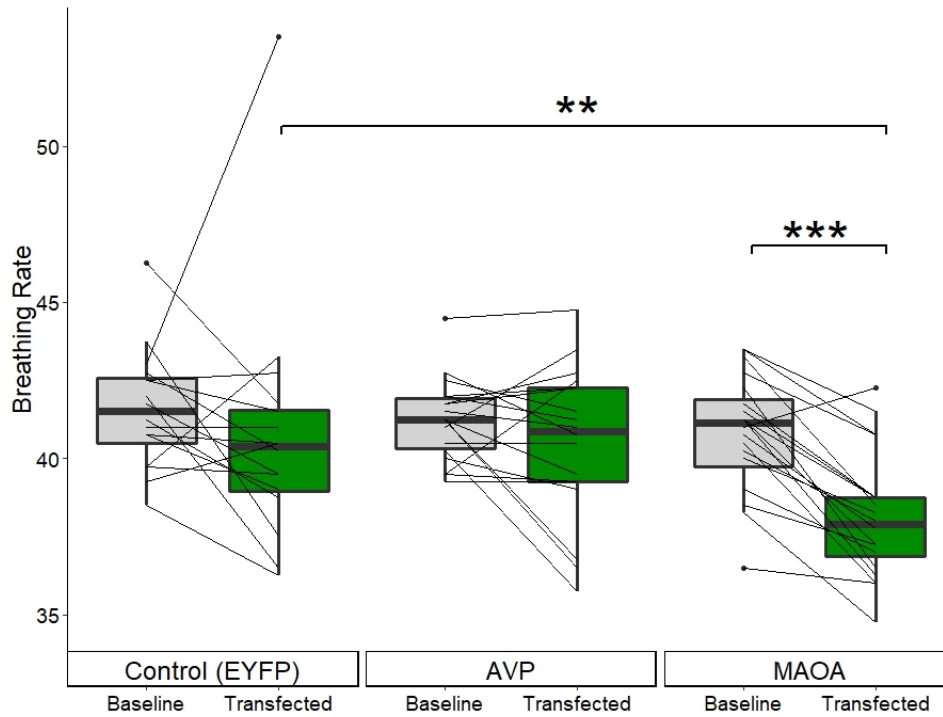 **
50
***
45
Breathing Rate
40
35
Control (EYFP) AVP MAOA
Baseline Transfected Baseline Transfected Baseline Transfected